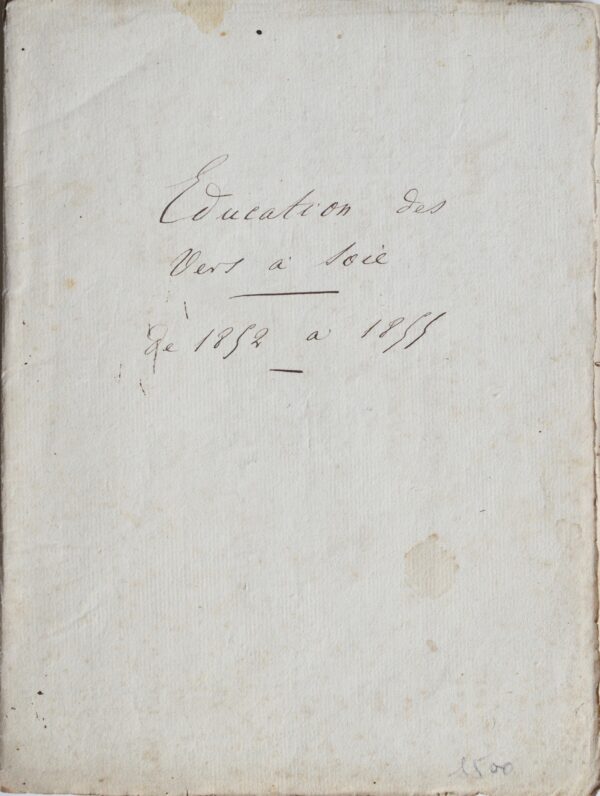 Education des
Vers a Soie
de 1852 a 1855
1500